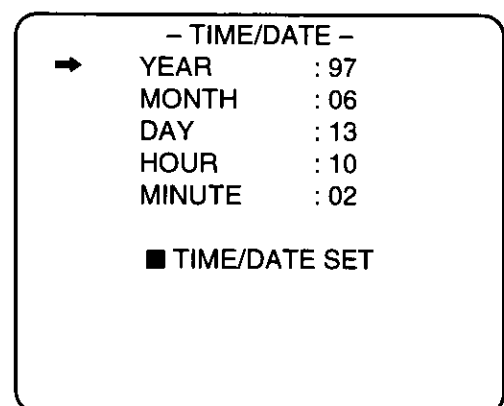 – TIME/DATE –
➡ YEAR : 97
MONTH : 06
DAY : 13
HOUR : 10
MINUTE : 02
■ TIME/DATE SET